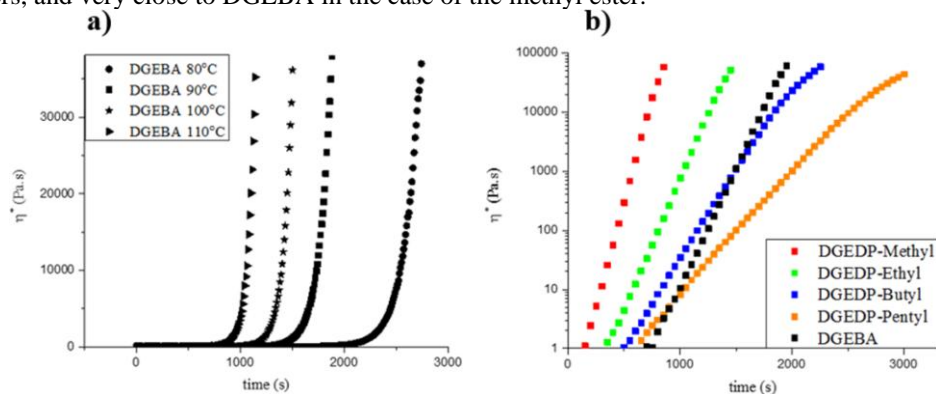 rs, and very close to DGEBA in the case of the methyl ester.
a)
b)
DGEBA 80°C
DGEBA 90°C
DGEBA 100°C
DGEBA 110°C
30000
20000
10000
0
η* (Pa.s)
0
1000
2000
3000
time (s)
100000
10000
1000
100
10
1
η* (Pa.s)
DGEDP-Methyl
DGEDP-Ethyl
DGEDP-Butyl
DGEDP-Pentyl
DGEBA
0
1000
2000
3000
time (s)